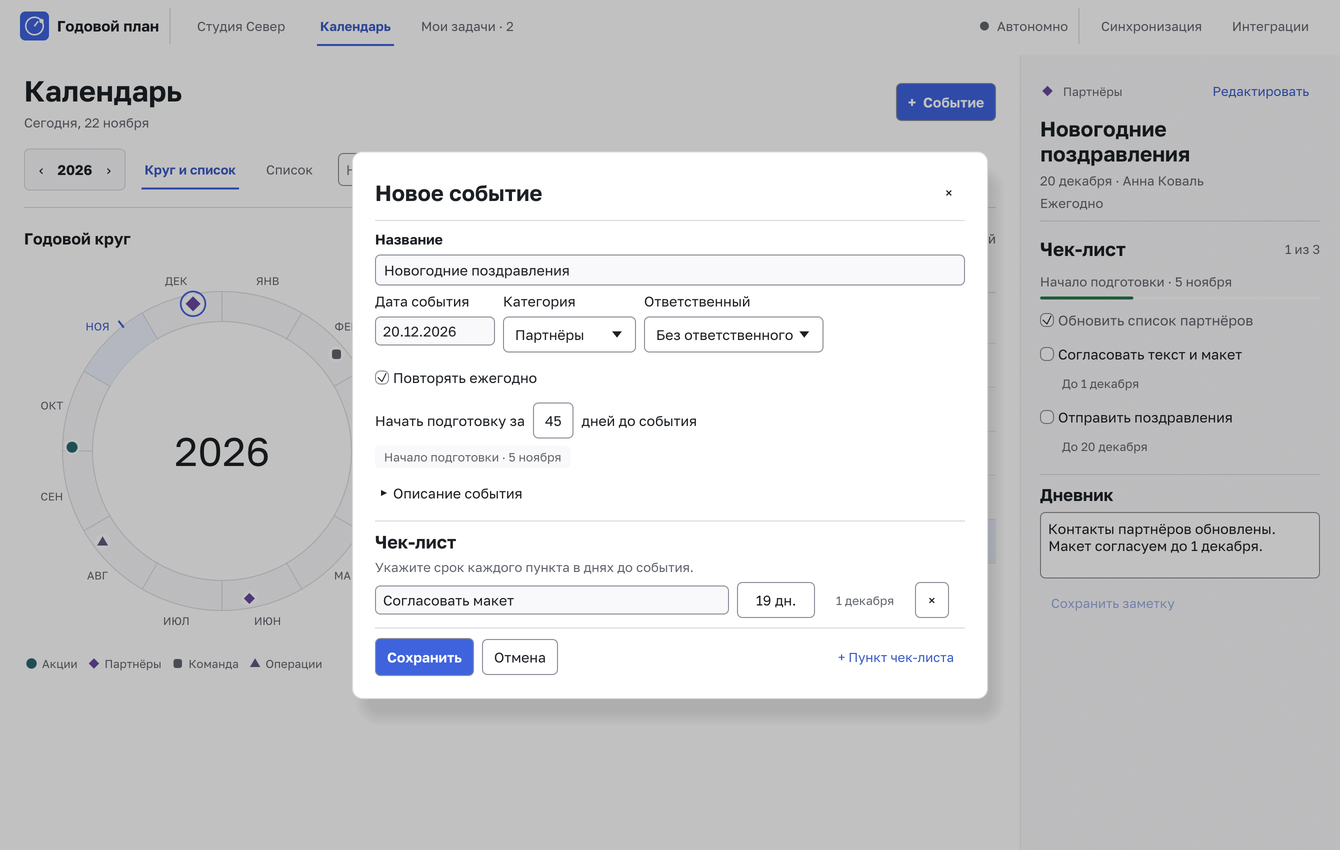 Годовой план
Студия Север
Календарь
Мои задачи · 2
Автономно
Синхронизация
Интеграции
Календарь
Сегодня, 22 ноября
+ Событие
‹ 2026 ›
Круг и список
Список
Годовой круг
ДЕК
ЯНВ
НОЯ
ОКТ
2026
СЕН
АВГ
ИЮЛ
ИЮН
Акции
Партнёры
Команда
Операции
Новое событие
×
Название
Новогодние поздравления
Дата события
Категория
Ответственный
20.12.2026
Партнёры
Без ответственного
Повторять ежегодно
Начать подготовку за 45 дней до события
Начало подготовки · 5 ноября
Описание события
Чек-лист
Укажите срок каждого пункта в днях до события.
Согласовать макет
19 дн.
1 декабря
×
Сохранить
Отмена
+ Пункт чек-листа
Партнёры
Редактировать
Новогодние
поздравления
20 декабря · Анна Коваль
Ежегодно
Чек-лист
1 из 3
Начало подготовки · 5 ноября
Обновить список партнёров
Согласовать текст и макет
До 1 декабря
Отправить поздравления
До 20 декабря
Дневник
Контакты партнёров обновлены.
Макет согласуем до 1 декабря.
Сохранить заметку